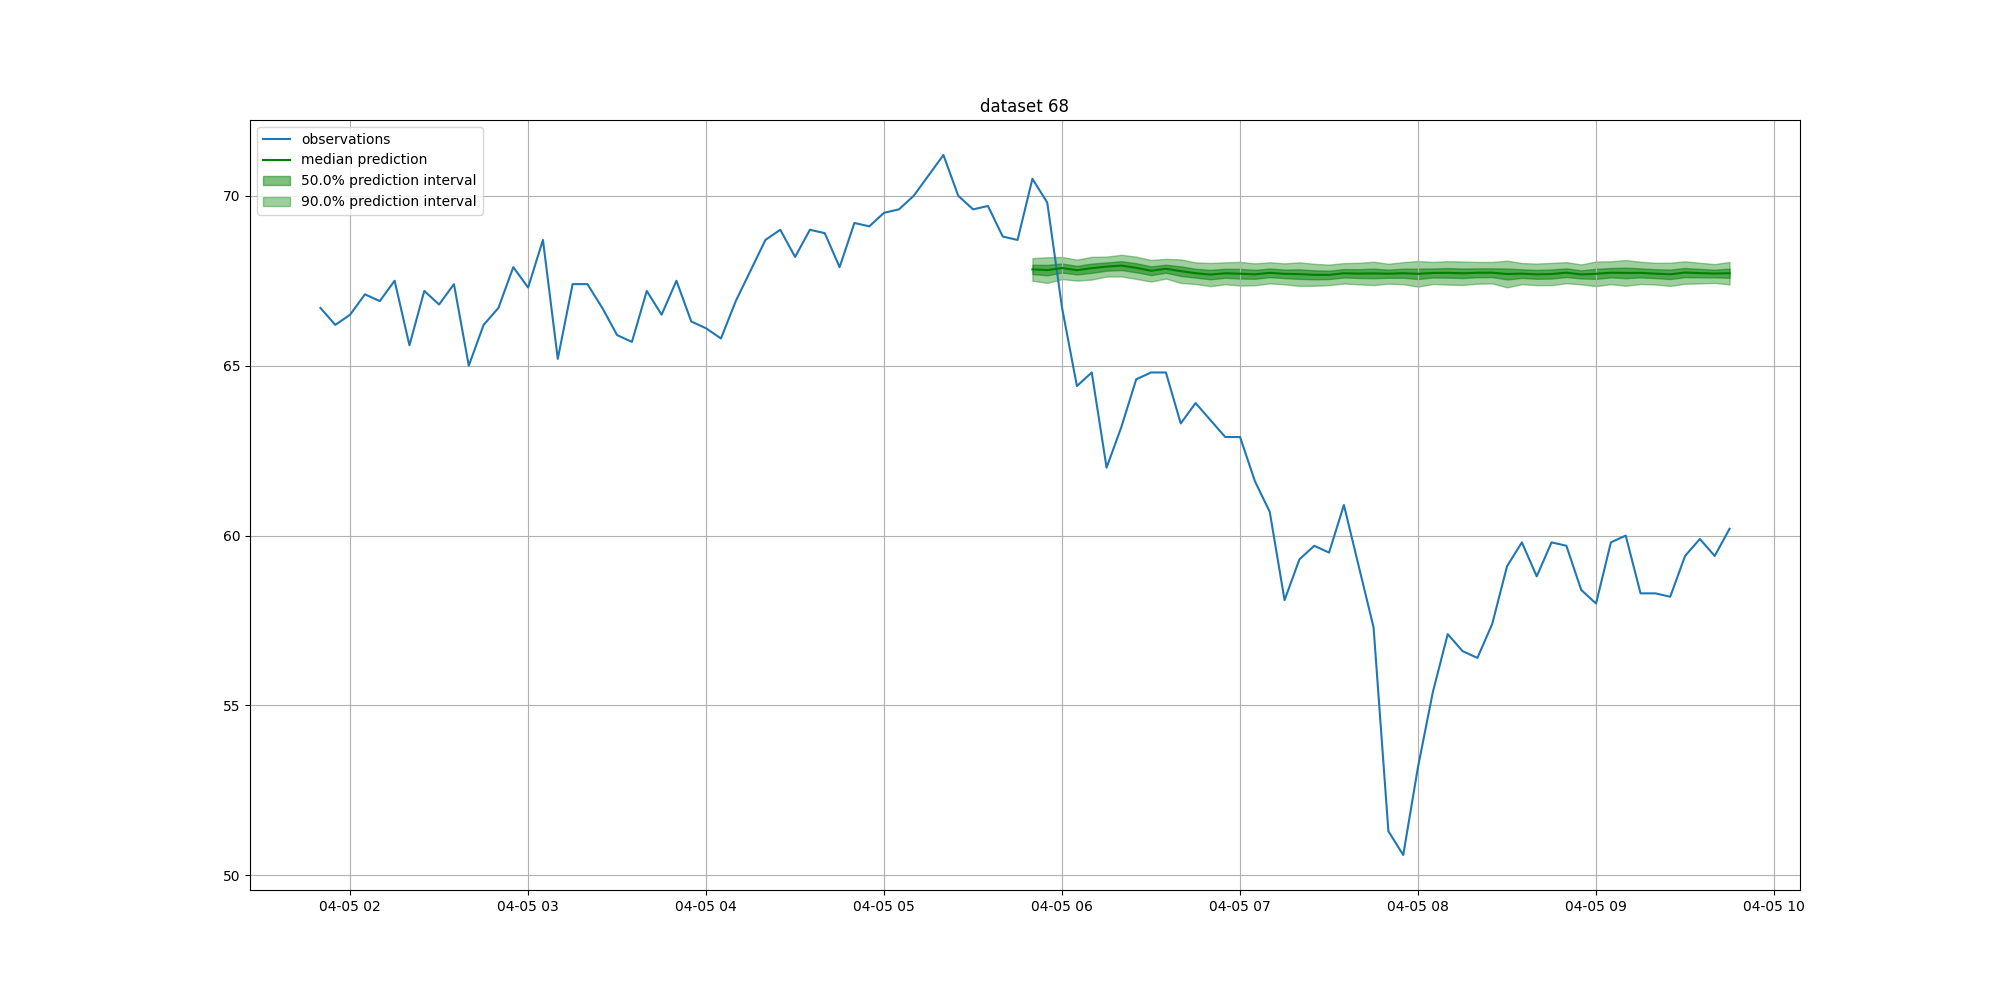 dataset 68
observations
median prediction
50.0% prediction interval
90.0% prediction interval
70
65
60
55
50
04-05 02
04-05 03
04-05 04
04-05 05
04-05 06
04-05 07
04-05 08
04-05 09
04-05 10